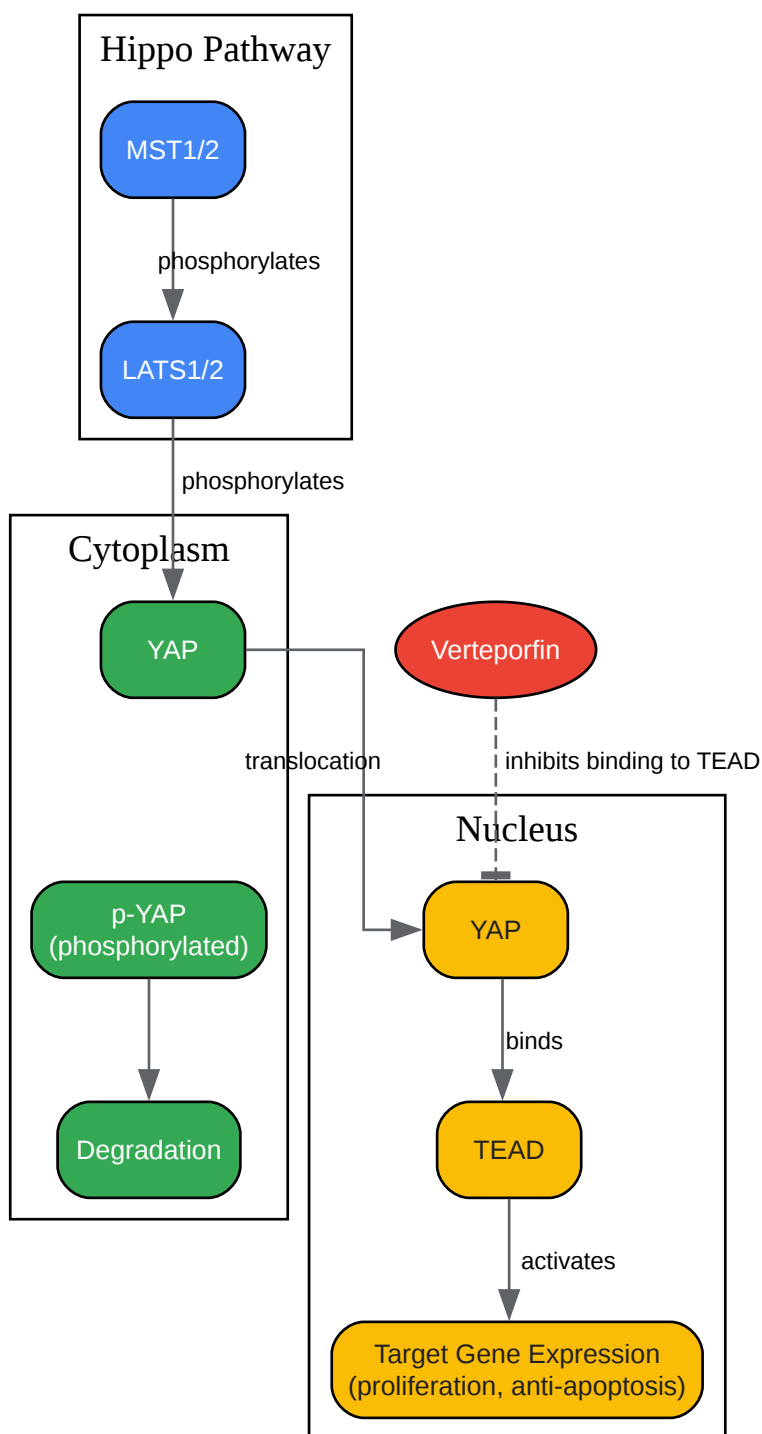 Hippo Pathway
MST1/2
phosphorylates
LATS1/2
phosphorylates
Cytoplasm
YAP
Verteporfin
translocation
inhibits binding to TEAD
Nucleus
p-YAP
(phosphorylated)
YAP
binds
Degradation
TEAD
activates
Target Gene Expression
(proliferation, anti-apoptosis)